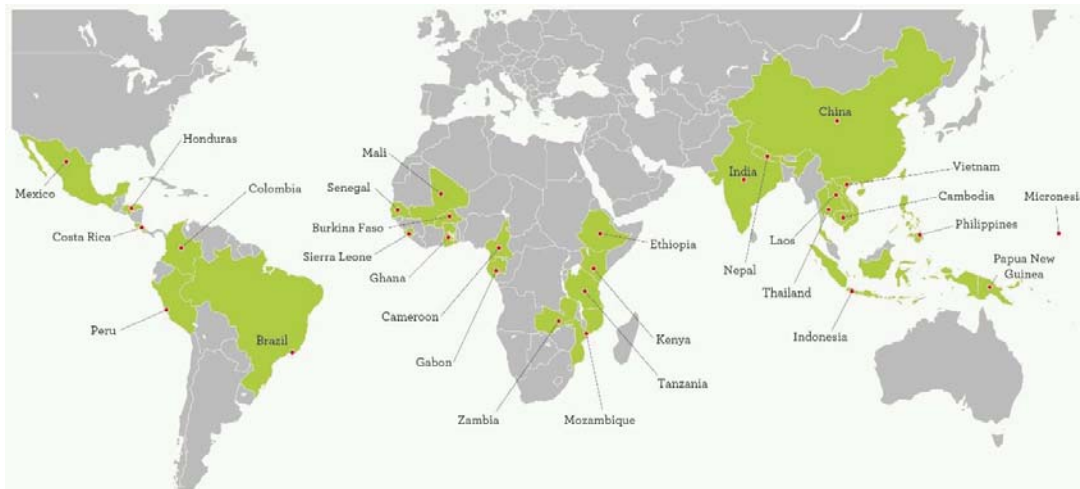 Honduras
Mexico
Colombia
Costa Rica
Peru
Brazil
Mali
Senegal
Burkina Faso
Sierra Leone
Ghana
Cameroon
Gabon
Zambia
Ethiopia
Kenya
Tanzania
Mozambique
China
India
Nepal
Vietnam
Cambodia
Laos
Philippines
Thailand
Micronesi
Papua New
Guinea
Indonesia